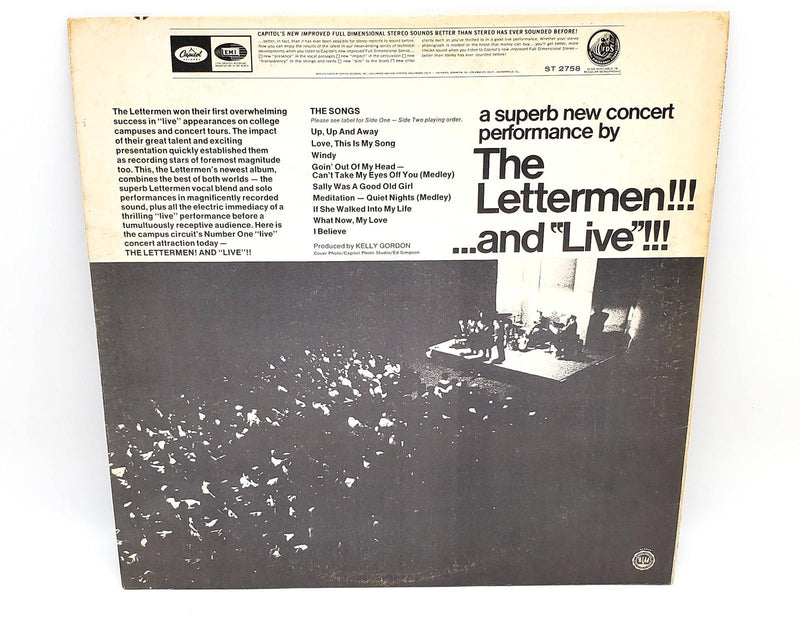 CAPITOL'S NEW IMPROVED FULL DIMENSIONAL STEREO SOUNDS BETTER THAN STEREO HAS EVER SOUNDED BEFORE!
Capitol
EMI
ST 2758
The Lettermen won their first overwhelming
success in "live" appearances on college
campuses and concert tours. The impact
of their great talent and exciting
presentation quickly established them
as recording stars of foremost magnitude
too. This, the Lettermen's newest album,
combines the best of both worlds — the
superb Lettermen vocal blend and solo
performances in magnificently recorded
sound, plus all the electric immediacy of a
thrilling "live" performance before a
tumultuously receptive audience. Here is
the campus circuit's Number One "live"
concert attraction today —
THE LETTERMEN! AND "LIVE"!!
THE SONGS
Please see label for Side One — Side Two playing order.
Up, Up And Away
Love, This Is My Song
Windy
Goin' Out Of My Head —
Can't Take My Eyes Off You (Medley)
Sally Was A Good Old Girl
Meditation — Quiet Nights (Medley)
If She Walked Into My Life
What Now, My Love
I Believe
Produced by KELLY GORDON
Cover Photo/Capitol Photo Studio/Ed Simpson
a superb new concert
performance by
The
Lettermen!!!
...and "Live"!!!